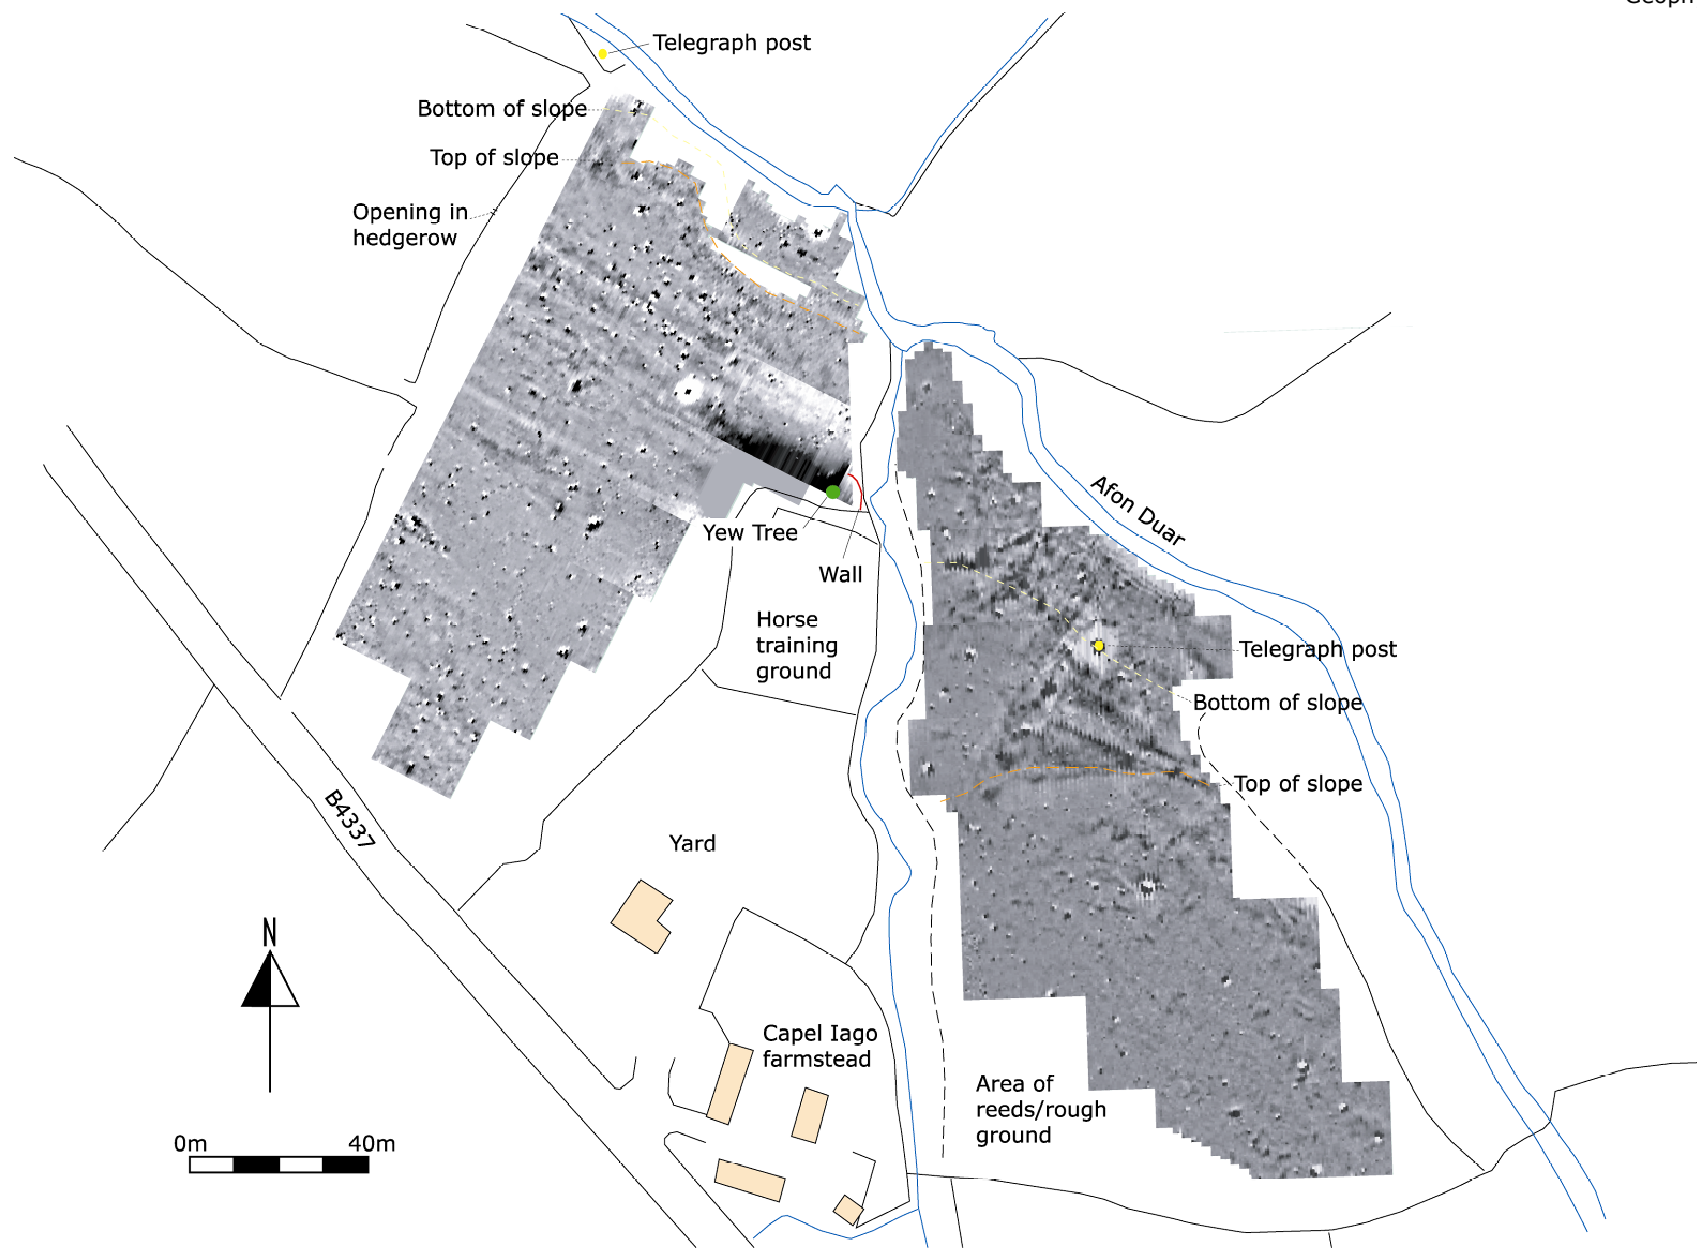 Geoph
Telegraph post
Bottom of slope
Top of slope
Opening in
hedgerow
Afon Duar
Yew Tree
Wall
Horse
training
ground
Telegraph post
Bottom of slope
Top of slope
B4337
Yard
N
Capel Iago
farmstead
Area of
reeds/rough
ground
0m 40m